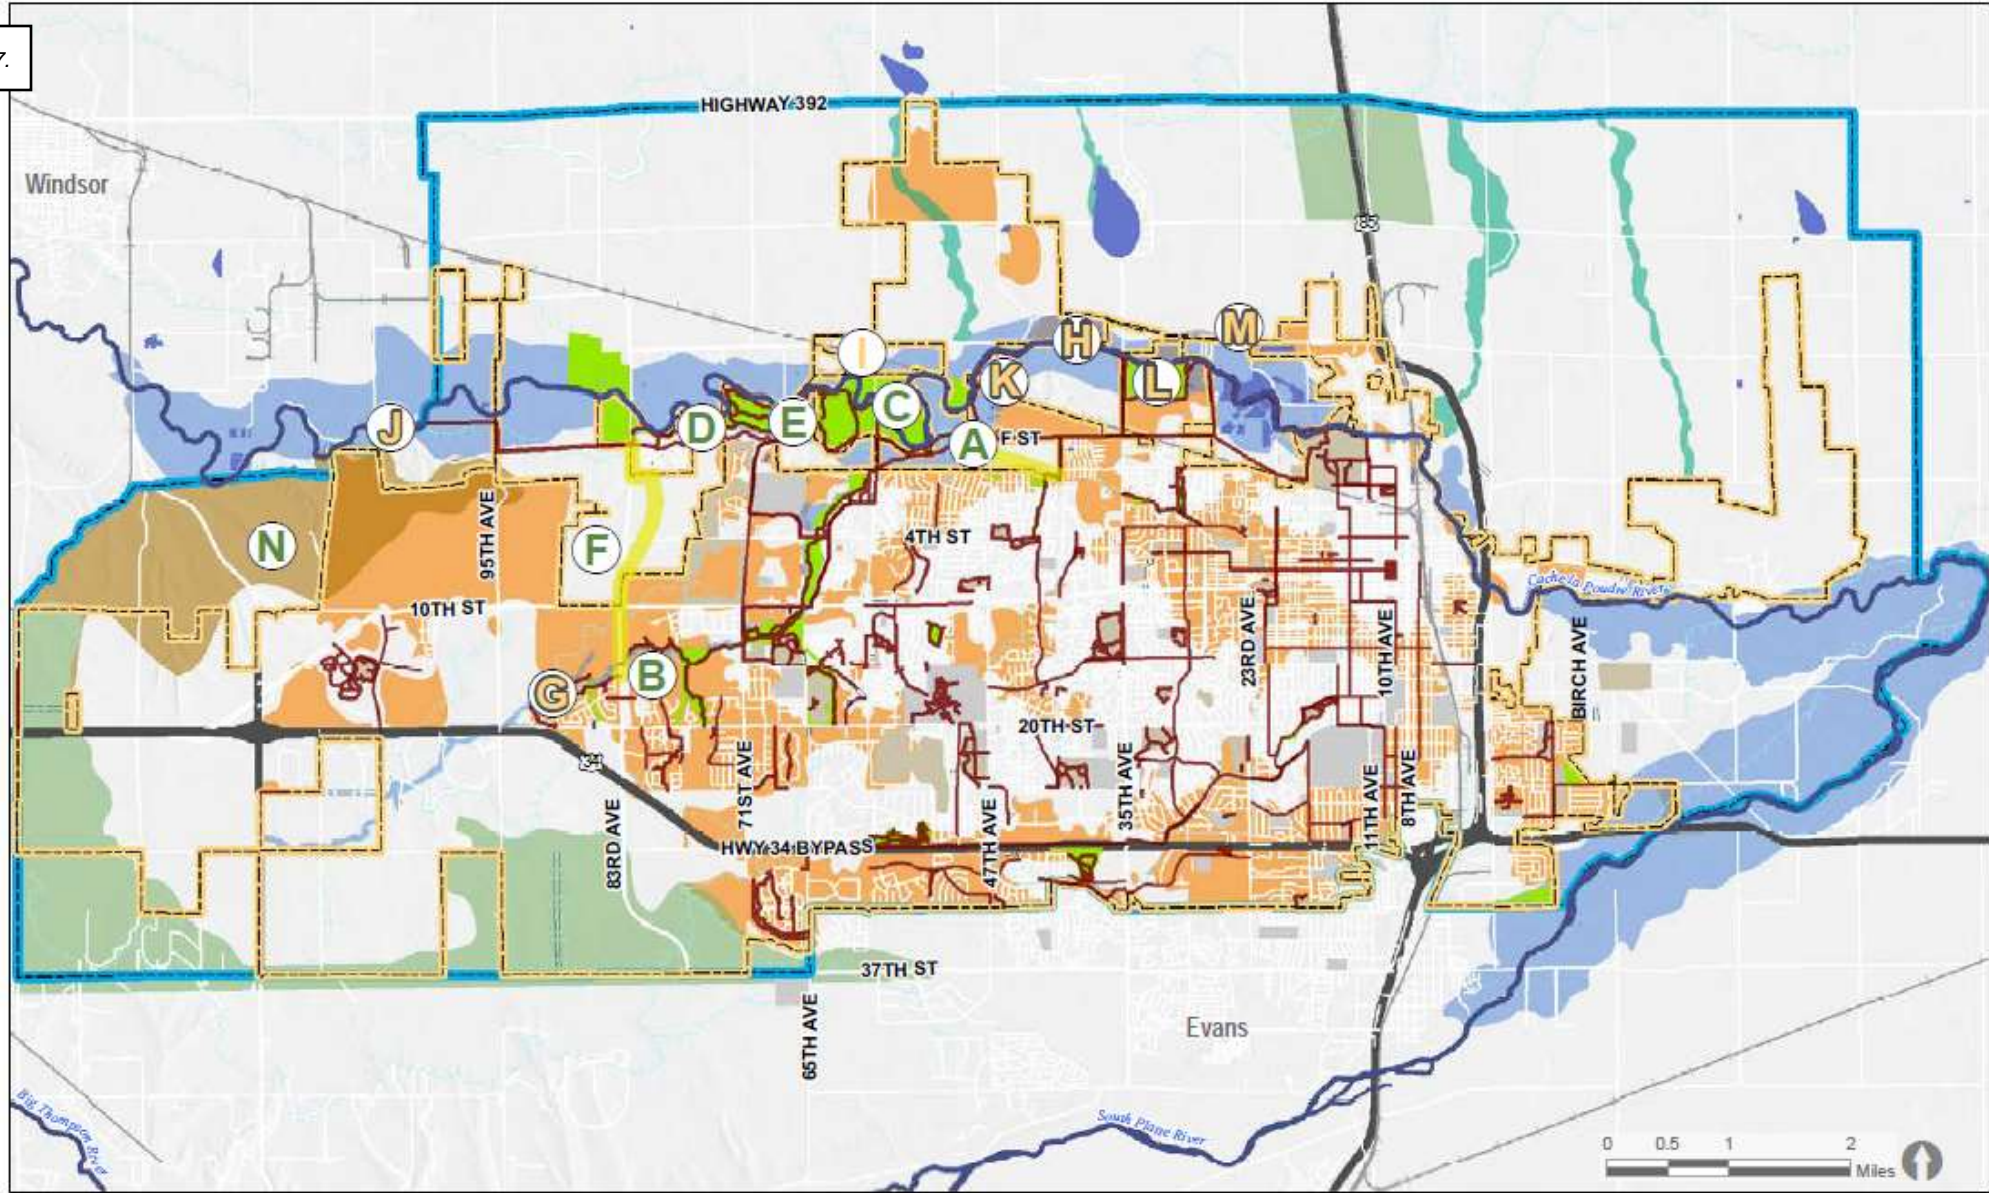 7.
HIGHWAY 392
Windsor
85
I
H
M
K
L
J
D
E
C
A
F ST
N
95TH AVE
F
4TH ST
10TH ST
Cache la Poudre River
G
B
23RD AVE
10TH AVE
BIRCH AVE
20TH ST
34
71ST AVE
35TH AVE
11TH AVE
8TH AVE
83RD AVE
HWY 34 BYPASS
47TH AVE
37TH ST
65TH AVE
Evans
Big Thompson River
South Platte River
0 0.5 1 2
Miles